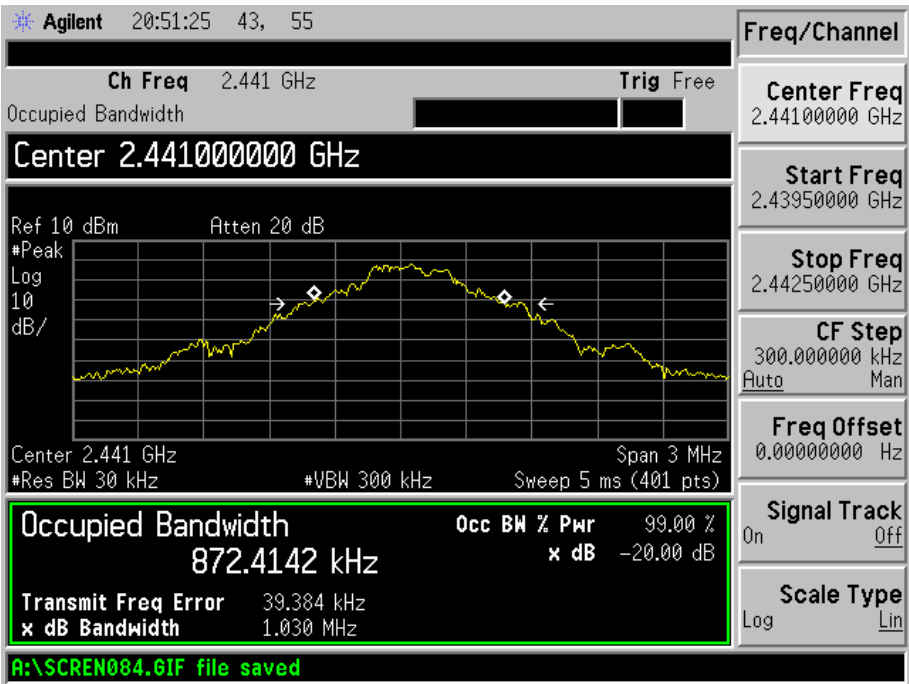 Agilent 20:51:25 43, 55
Ch Freq 2.441 GHz Trig Free
Occupied Bandwidth
Center 2.441000000 GHz
Ref 10 dBm Atten 20 dB
#Peak
Log
10
dB/
Center 2.441 GHz Span 3 MHz
#Res BW 30 kHz #VBW 300 kHz Sweep 5 ms (401 pts)
Occupied Bandwidth Occ BW % Pwr 99.00 %
872.4142 kHz x dB -20.00 dB
Transmit Freq Error 39.384 kHz
x dB Bandwidth 1.030 MHz
A:\SCREN084.GIF file saved
Freq/Channel
Center Freq
2.44100000 GHz
Start Freq
2.43950000 GHz
Stop Freq
2.44250000 GHz
CF Step
300.000000 kHz
Auto Man
Freq Offset
0.00000000 Hz
Signal Track
On Off
Scale Type
Log Lin